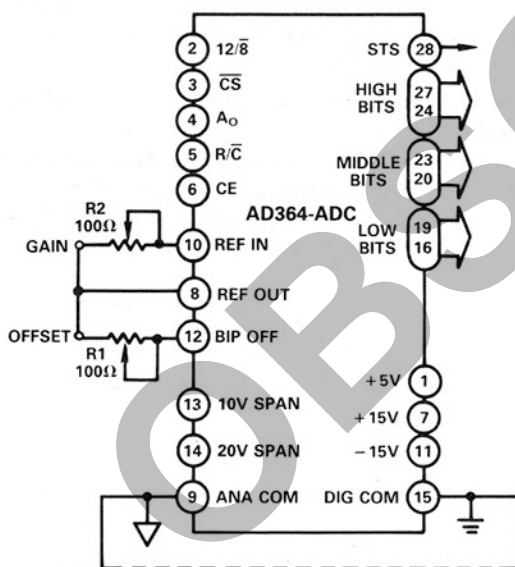 2 12/8̅
3 C̅S̅
4 AO
5 R/C̅
6 CE
R2
100Ω
GAIN
10 REF IN
8 REF OUT
OFFSET
12 BIP OFF
R1
100Ω
13 10V SPAN
14 20V SPAN
9 ANA COM
AD364-ADC
STS 28
HIGH
BITS
27
24
MIDDLE
BITS
23
20
LOW
BITS
19
16
+5V 1
+15V 7
−15V 11
DIG COM 15
OBS